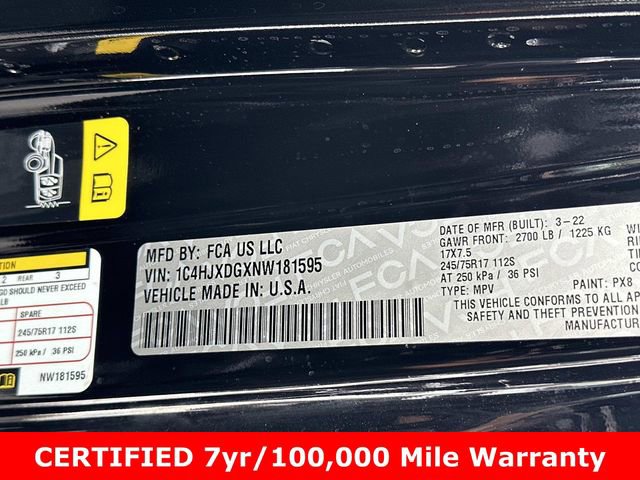 MFD BY: FCA US LLC
VIN: 1C4HJXDGXNW181595
VEHICLE MADE IN: U.S.A.
DATE OF MFR (BUILT): 3-22
GAWR FRONT: 2700 LB / 1225 KG
17X7.5
245/75R17 112S
AT 250 kPa / 36 PSI
TYPE: MPV
PAINT: PX8
THIS VEHICLE CONFORMS TO ALL AP
SAFETY AND THEFT PREVENTION
2 REAR 3
SHOULD NEVER EXCEED
LB
SPARE
245/75R17 112S
250 kPa / 36 PSI
NW181595
CERTIFIED 7yr/100,000 Mile Warranty